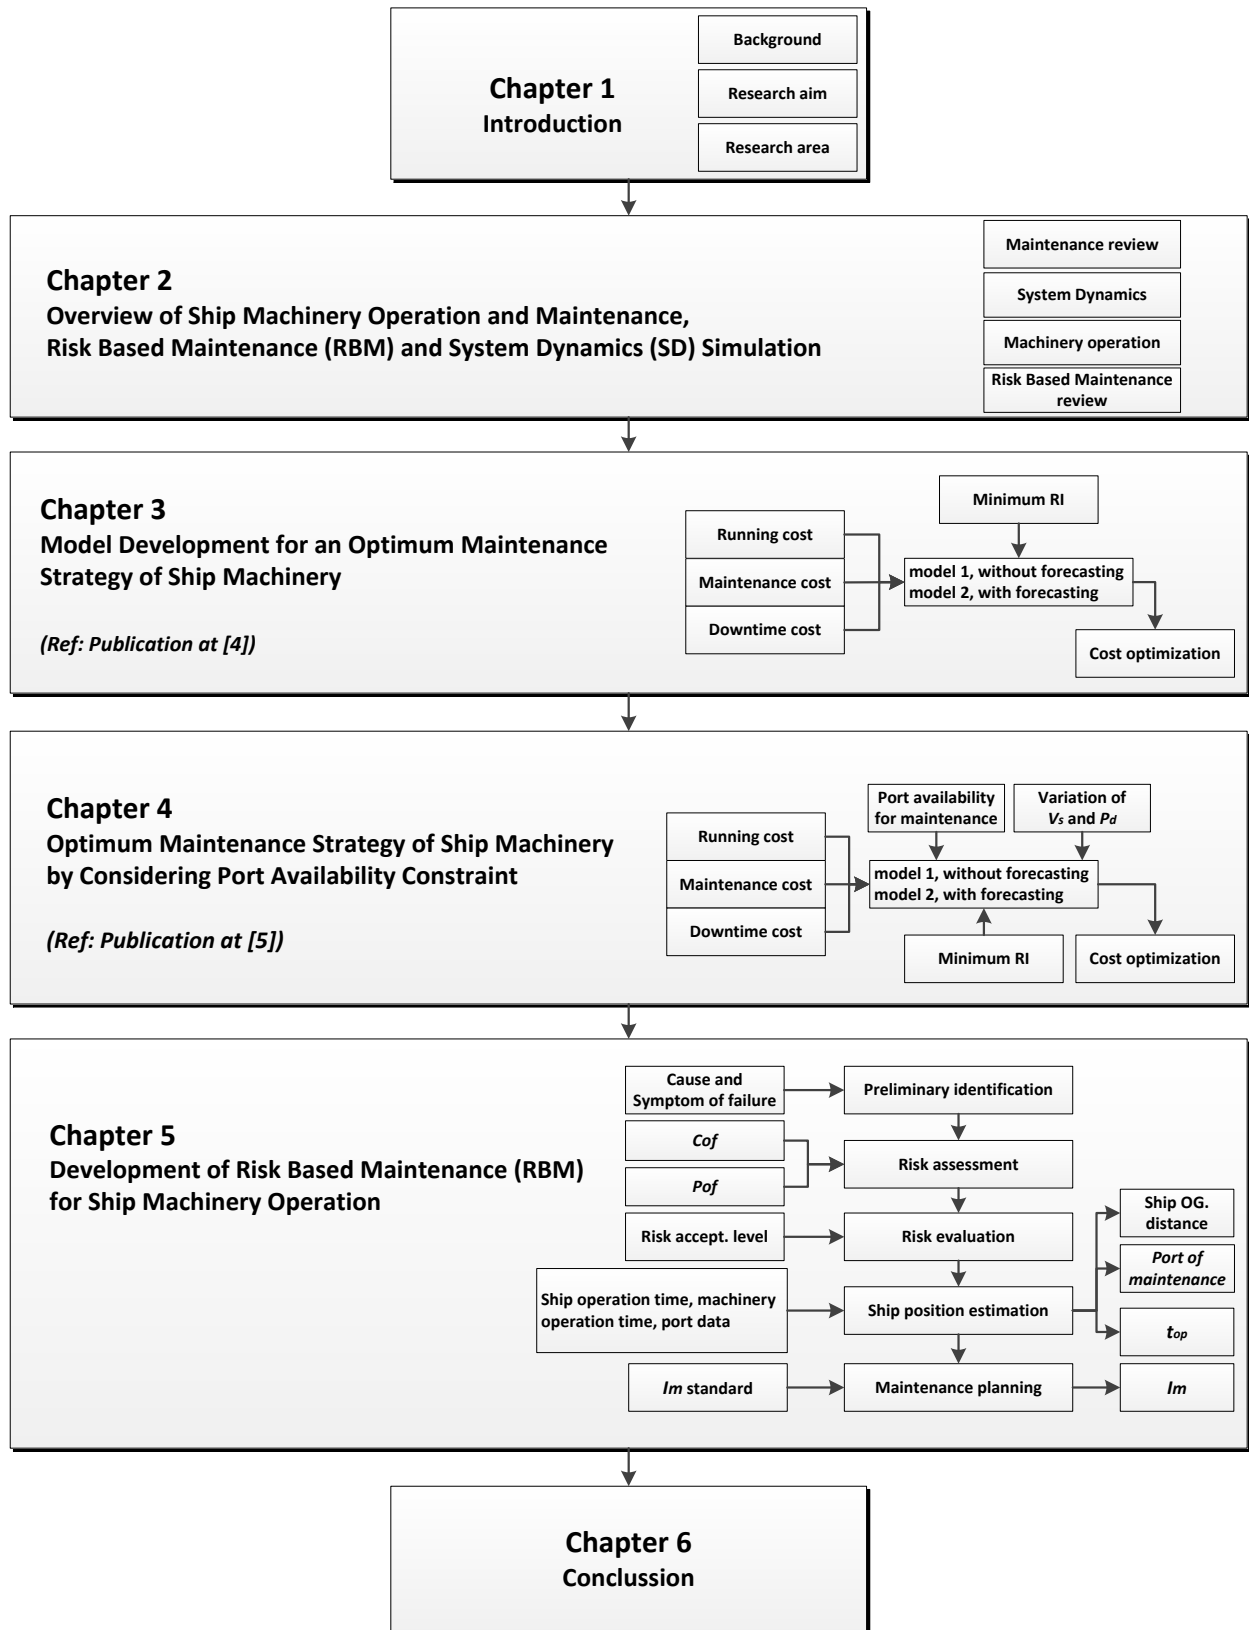 Chapter 1
Introduction
Background
Research aim
Research area
Chapter 2
Overview of Ship Machinery Operation and Maintenance,
Risk Based Maintenance (RBM) and System Dynamics (SD) Simulation
Maintenance review
System Dynamics
Machinery operation
Risk Based Maintenance
review
Chapter 3
Model Development for an Optimum Maintenance
Strategy of Ship Machinery
(Ref: Publication at [4])
Running cost
Maintenance cost
Downtime cost
Minimum RI
model 1, without forecasting
model 2, with forecasting
Cost optimization
Chapter 4
Optimum Maintenance Strategy of Ship Machinery
by Considering Port Availability Constraint
(Ref: Publication at [5])
Running cost
Maintenance cost
Downtime cost
Port availability
for maintenance
Variation of
Vs and Pd
model 1, without forecasting
model 2, with forecasting
Minimum RI
Cost optimization
Chapter 5
Development of Risk Based Maintenance (RBM)
for Ship Machinery Operation
Cause and
Symptom of failure
Preliminary identification
Cof
Pof
Risk assessment
Risk accept. level
Risk evaluation
Ship operation time, machinery
operation time, port data
Ship position estimation
Ship OG.
distance
Port of
maintenance
top
Im standard
Maintenance planning
Im
Chapter 6
Conclussion